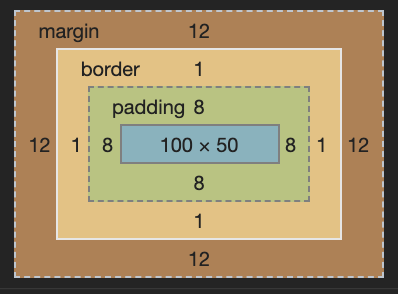 margin 12
border 1
padding 8
12 1 8 100 × 50 8 1 12
8
1
12